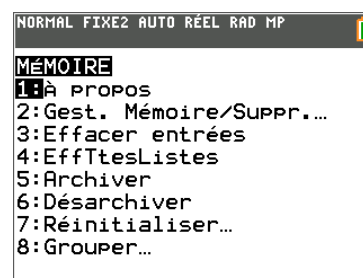 NORMAL FIXE2 AUTO RÉEL RAD MP
MÉMOIRE
1:À propos
2:Gest. Mémoire/Suppr.…
3:Effacer entrées
4:EffTtesListes
5:Archiver
6:Désarchiver
7:Réinitialiser…
8:Grouper…